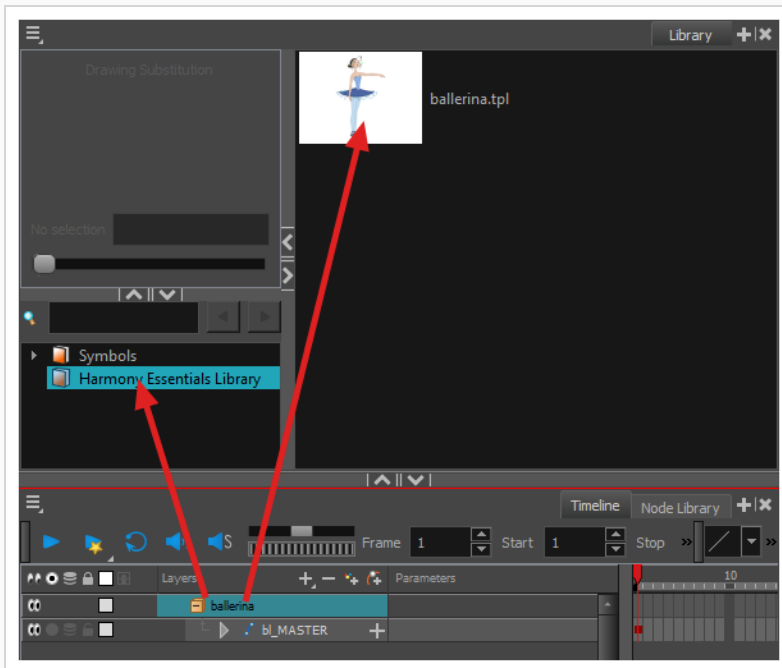 Library
Drawing Substitution
ballerina.tpl
No selection
Symbols
Harmony Essentials Library
Timeline
Node Library
S
Frame 1 Start 1 Stop
Layers
Parameters
10
ballerina
bl_MASTER